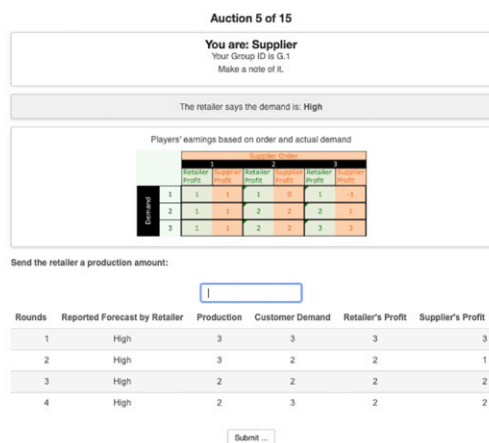 Auction 5 of 15
You are: Supplier
Your Group ID is G.1
Make a note of it.
The retailer says the demand is: High
Players' earnings based on order and actual demand
Supplier Order
1 2 3
Retailer Profit Supplier Profit Retailer Profit Supplier Profit Retailer Profit Supplier Profit
Demand
1 1 1 1 0 1 -1
2 1 1 2 2 2 1
3 1 1 2 2 3 3
Send the retailer a production amount:
Rounds Reported Forecast by Retailer Production Customer Demand Retailer's Profit Supplier's Profit
1 High 3 3 3 3
2 High 3 2 2 1
3 High 2 2 2 2
4 High 2 3 2 2
Submit ...